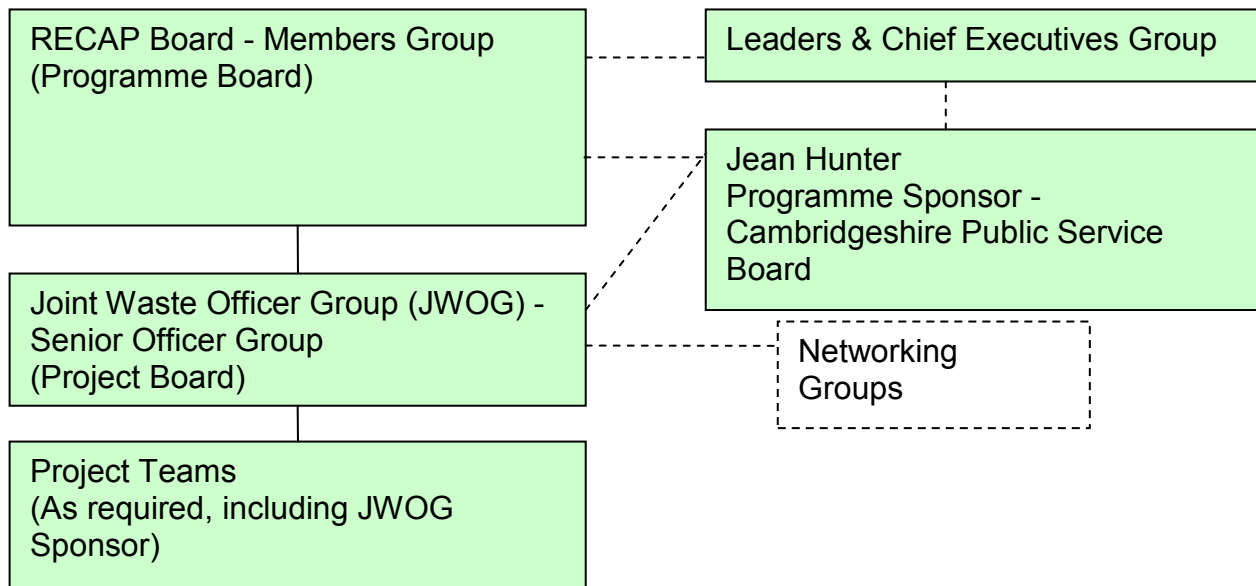 RECAP Board - Members Group
(Programme Board)
Leaders & Chief Executives Group
Jean Hunter
Programme Sponsor -
Cambridgeshire Public Service
Board
Joint Waste Officer Group (JWOG) -
Senior Officer Group
(Project Board)
Networking
Groups
Project Teams
(As required, including JWOG
Sponsor)